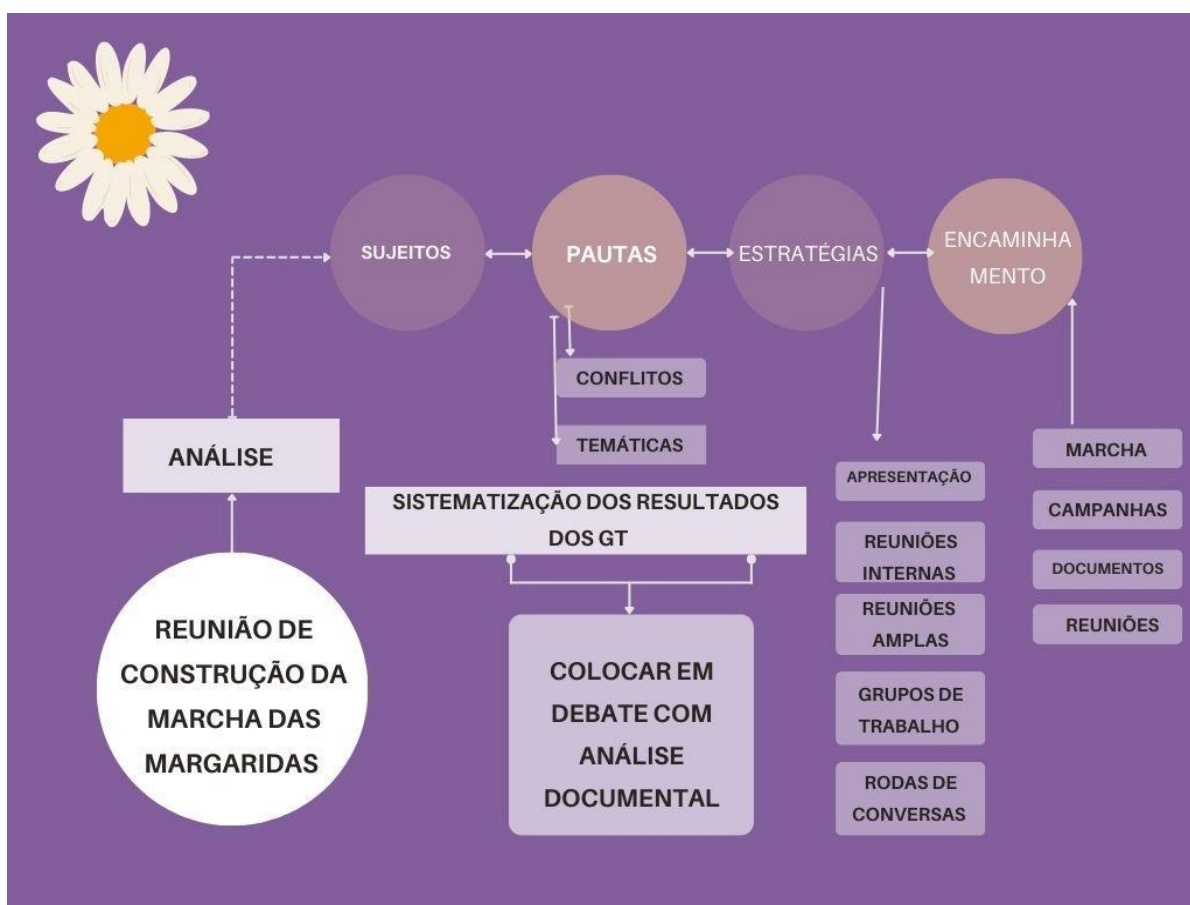 SUJEITOS
PAUTAS
ESTRATÉGIAS
ENCAMINHA
MENTO
CONFLITOS
TEMÁTICAS
ANÁLISE
REUNIÃO DE
CONSTRUÇÃO DA
MARCHA DAS
MARGARIDAS
SISTEMATIZAÇÃO DOS RESULTADOS
DOS GT
COLOCAR EM
DEBATE COM
ANÁLISE
DOCUMENTAL
APRESENTAÇÃO
REUNIÕES
INTERNAS
REUNIÕES
AMPLAS
GRUPOS DE
TRABALHO
RODAS DE
CONVERSAS
MARCHA
CAMPANHAS
DOCUMENTOS
REUNIÕES